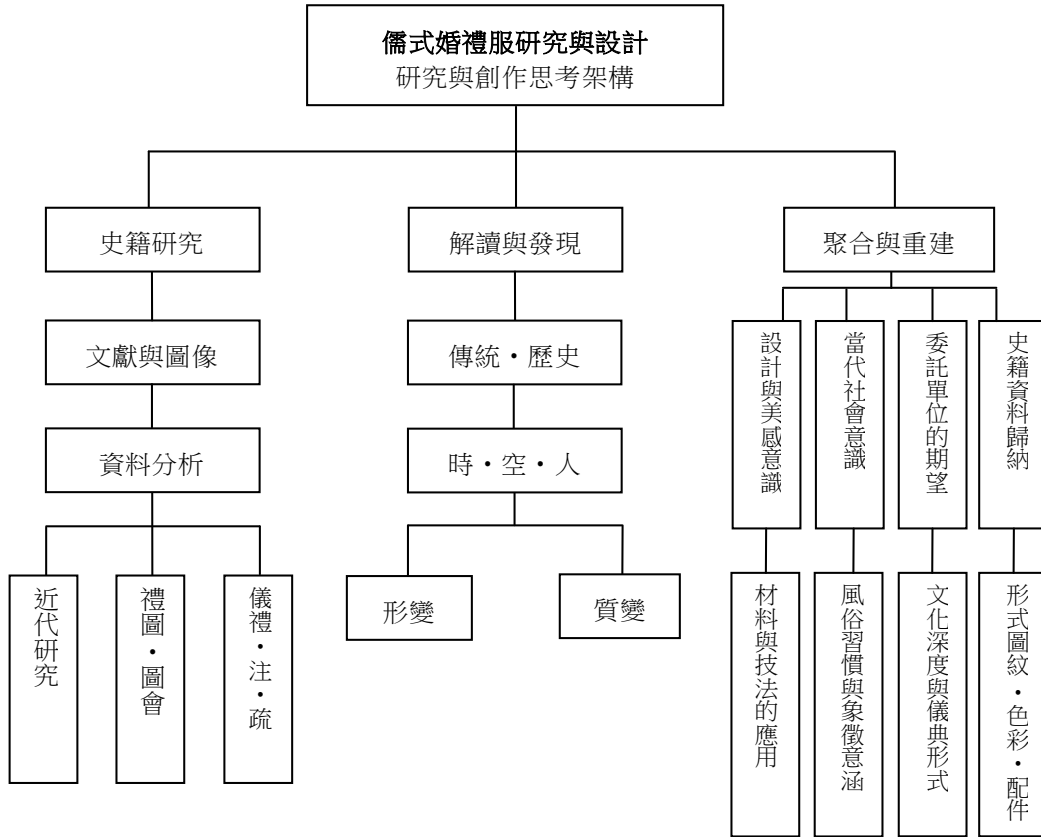 儒式婚禮服研究與設計
研究與創作思考架構
史籍研究
解讀與發現
聚合與重建
文獻與圖像
傳統・歷史
設計與美感意識
當代社會意識
委託單位的期望
史籍資料歸納
資料分析
時・空・人
近代研究
禮圖・圖會
儀禮・注・疏
形變
質變
材料與技法的應用
風俗習慣與象徵意涵
文化深度與儀典形式
形式圖紋・色彩・配件